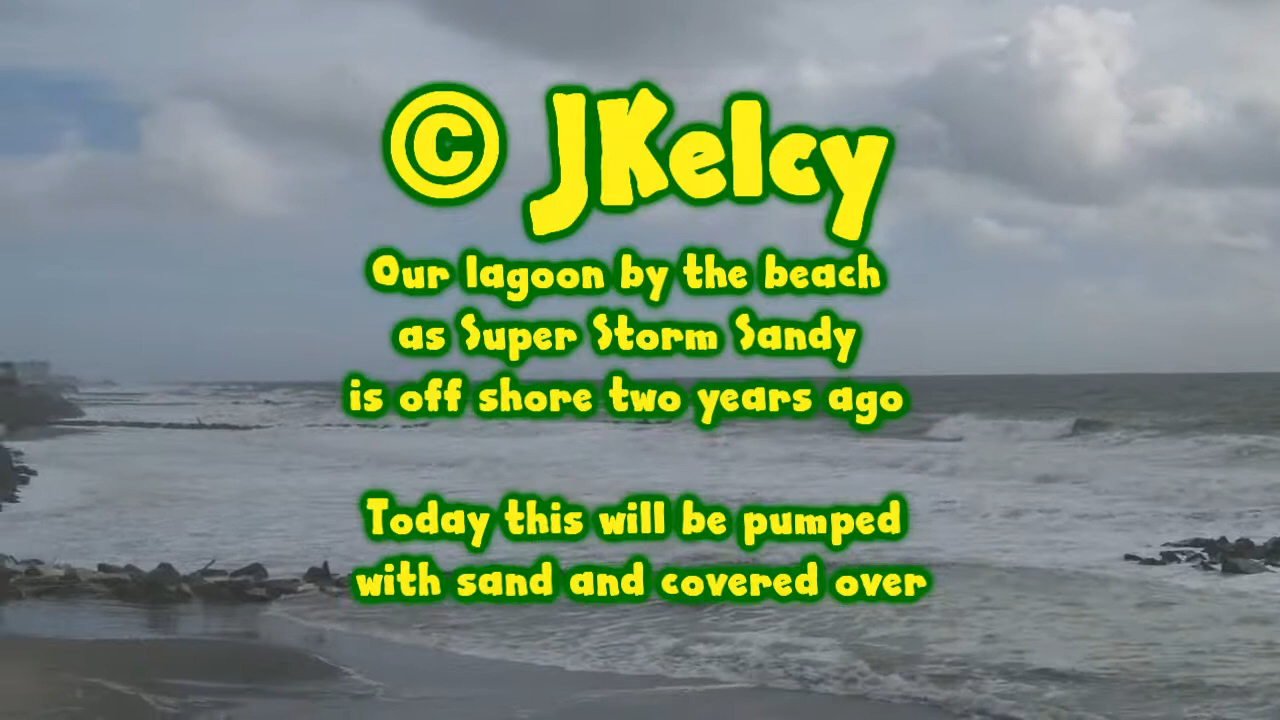 © JKelcy
Our lagoon by the beach
as Super Storm Sandy
is off shore two years ago
Today this will be pumped
with sand and covered over